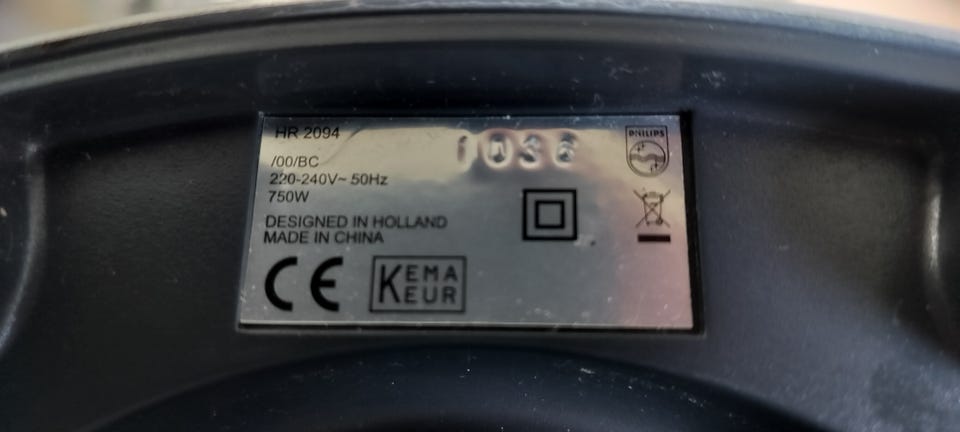 HR 2094
1036
PHILIPS
/00/BC
220-240V~ 50Hz
750W
DESIGNED IN HOLLAND
MADE IN CHINA
CE
KEMA
KEUR